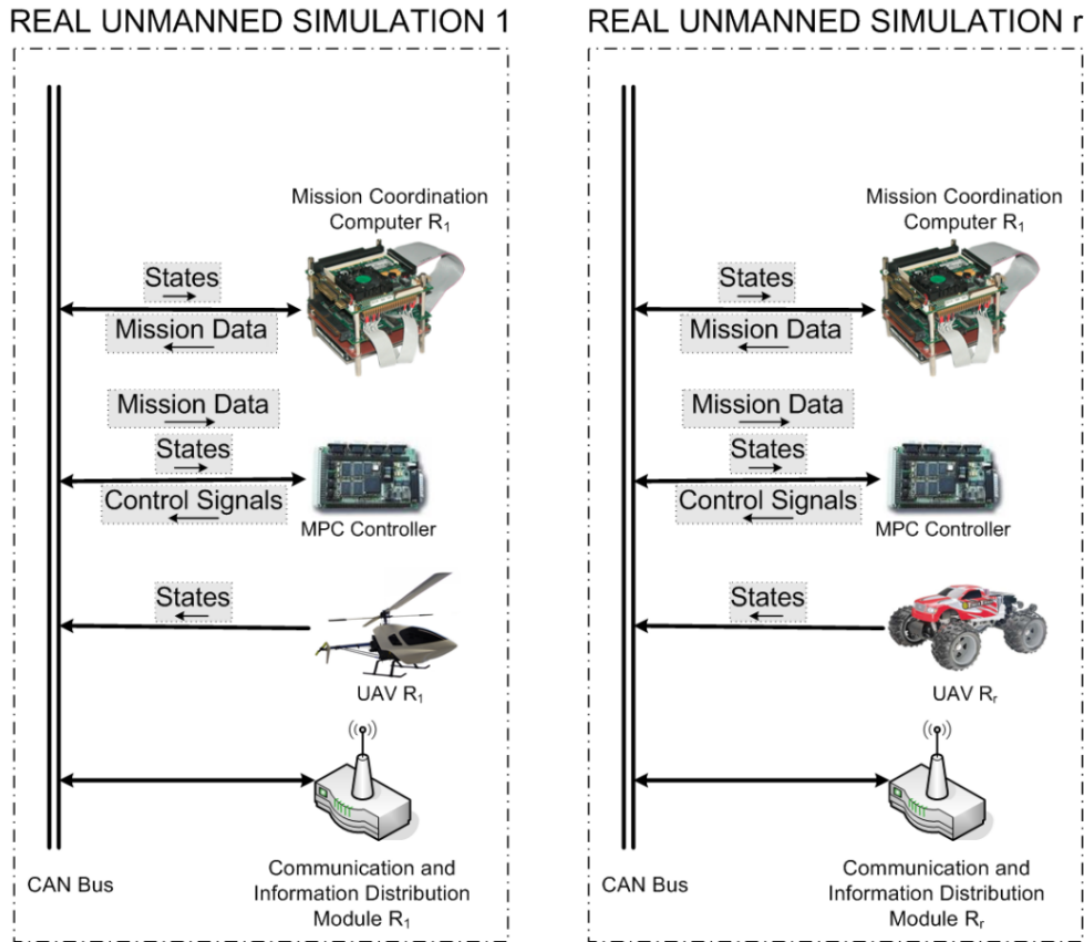 REAL UNMANNED SIMULATION 1
Mission Coordination
Computer R1
States
Mission Data
Mission Data
States
Control Signals
MPC Controller
States
UAV R1
CAN Bus
Communication and
Information Distribution
Module R1
REAL UNMANNED SIMULATION r
Mission Coordination
Computer R1
States
Mission Data
Mission Data
States
Control Signals
MPC Controller
States
UAV Rr
CAN Bus
Communication and
Information Distribution
Module Rr